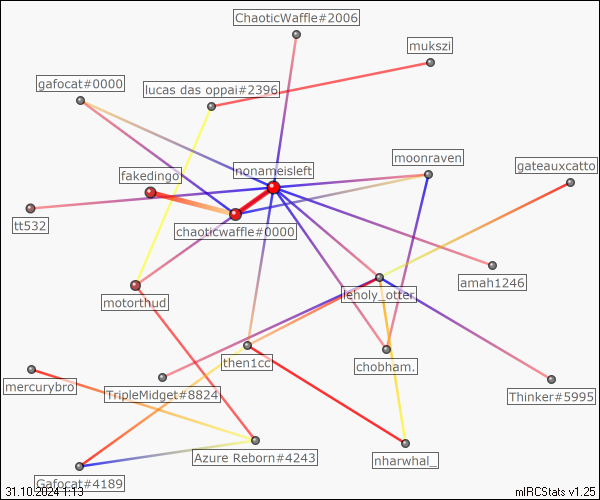 ChaoticWaffle#2006
mukszi
gafocat#0000
lucas das oppai#2396
moonraven
gateauxcatto
fakedingo
nonameisleft
tt532
chaoticwaffle#0000
amah1246
motorthud
leholy_otter
then1cc
chobham.
mercurybro
TripleMidget#8824
Thinker#5995
Azure Reborn#4243
nharwhal_
Gafocat#4189
31.10.2024 1:13
mIRCStats v1.25